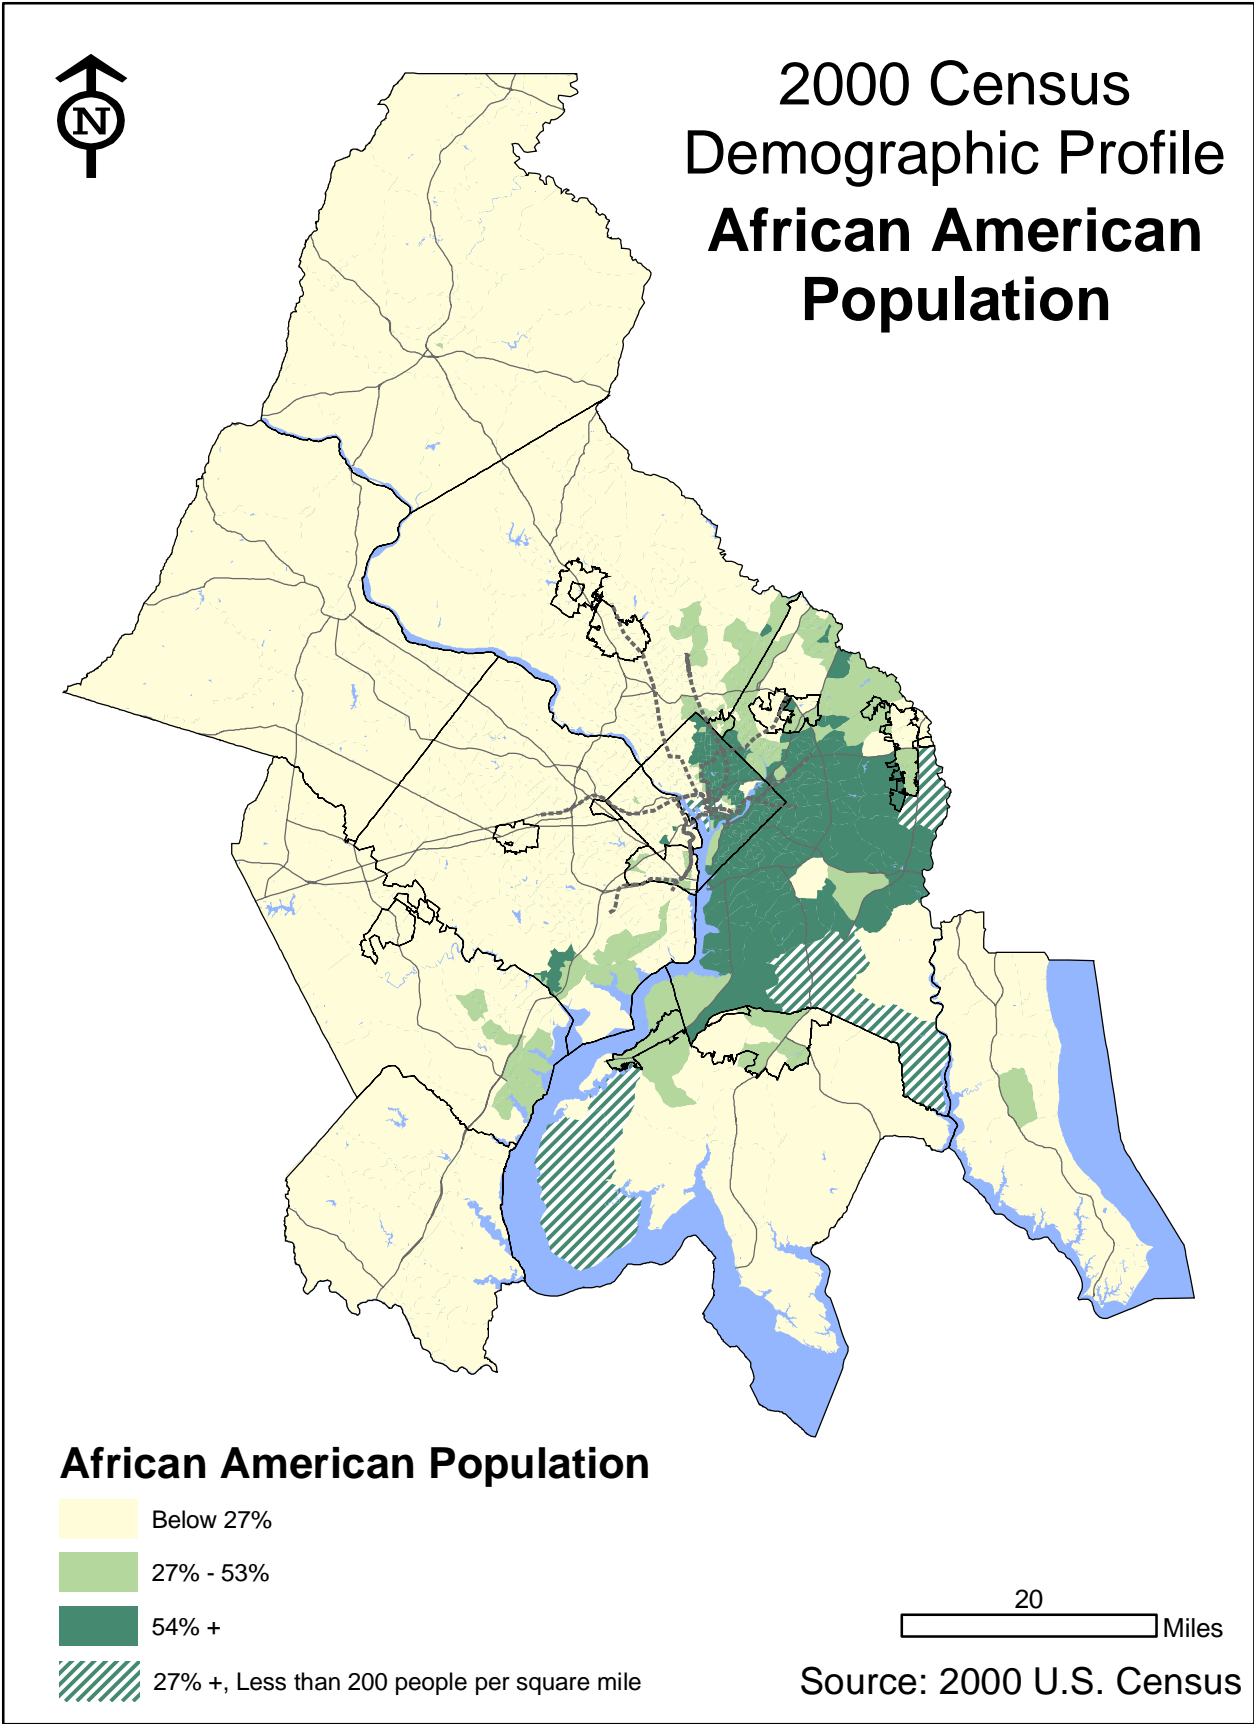 N
2000 Census
Demographic Profile
African American
Population
African American Population
Below 27%
27% - 53%
54% +
27% +, Less than 200 people per square mile
20
Miles
Source: 2000 U.S. Census